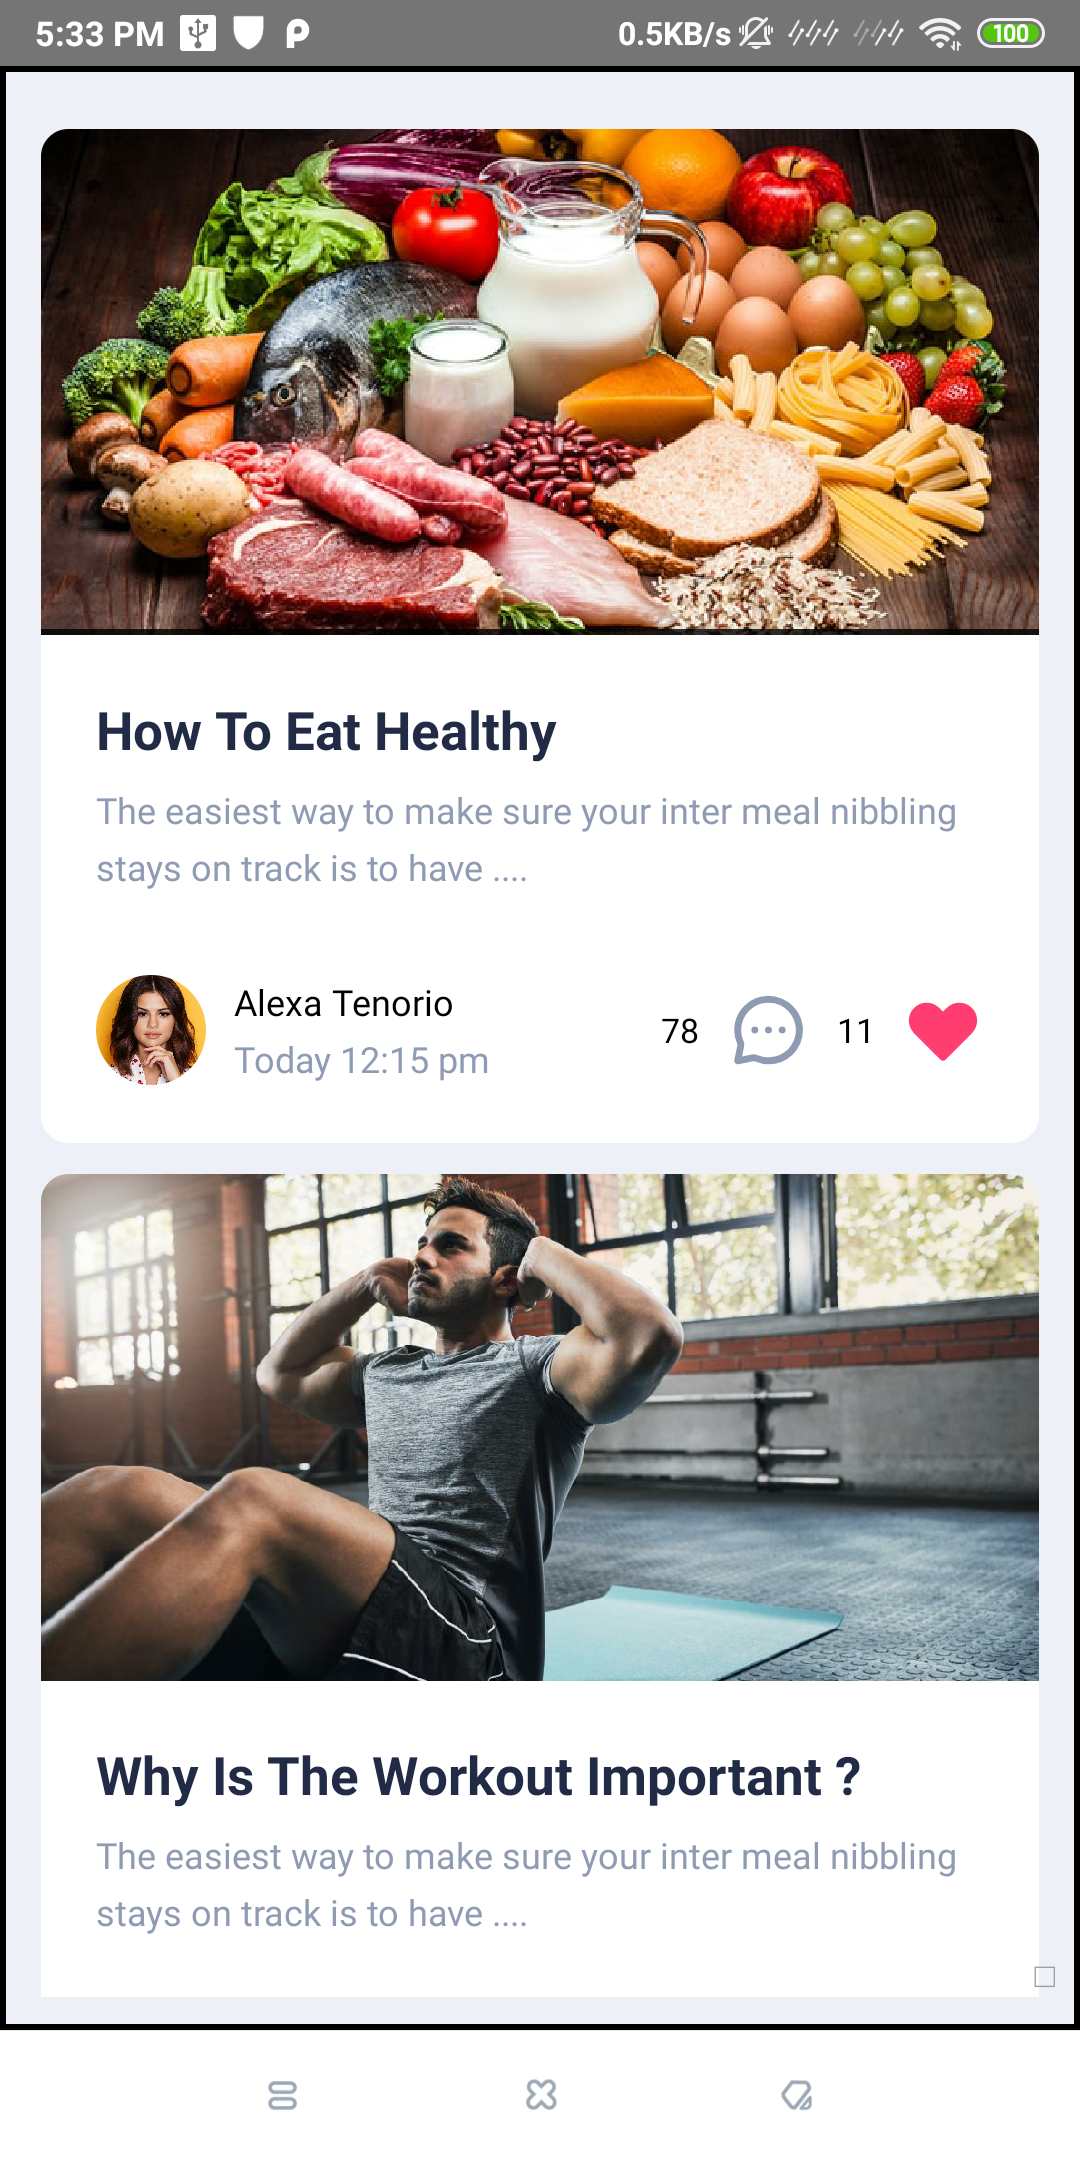 5:33 PM
0.5KB/s
100
How To Eat Healthy
The easiest way to make sure your inter meal nibbling
stays on track is to have ....
Alexa Tenorio
Today 12:15 pm
78
11
Why Is The Workout Important ?
The easiest way to make sure your inter meal nibbling
stays on track is to have ....